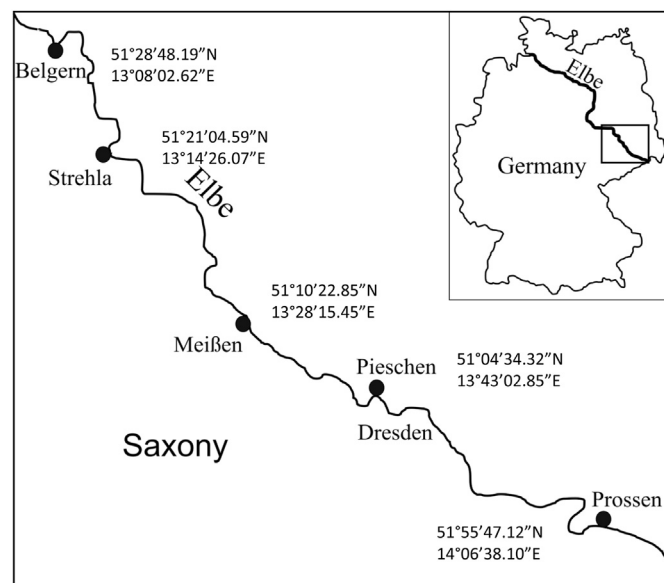 Belgern
51°28’48.19”N
13°08’02.62”E
Strehla
51°21’04.59”N
13°14’26.07”E
Elbe
Meißen
51°10’22.85”N
13°28’15.45”E
Pieschen
51°04’34.32”N
13°43’02.85”E
Dresden
Saxony
Prossen
51°55’47.12”N
14°06’38.10”E
Elbe
Germany